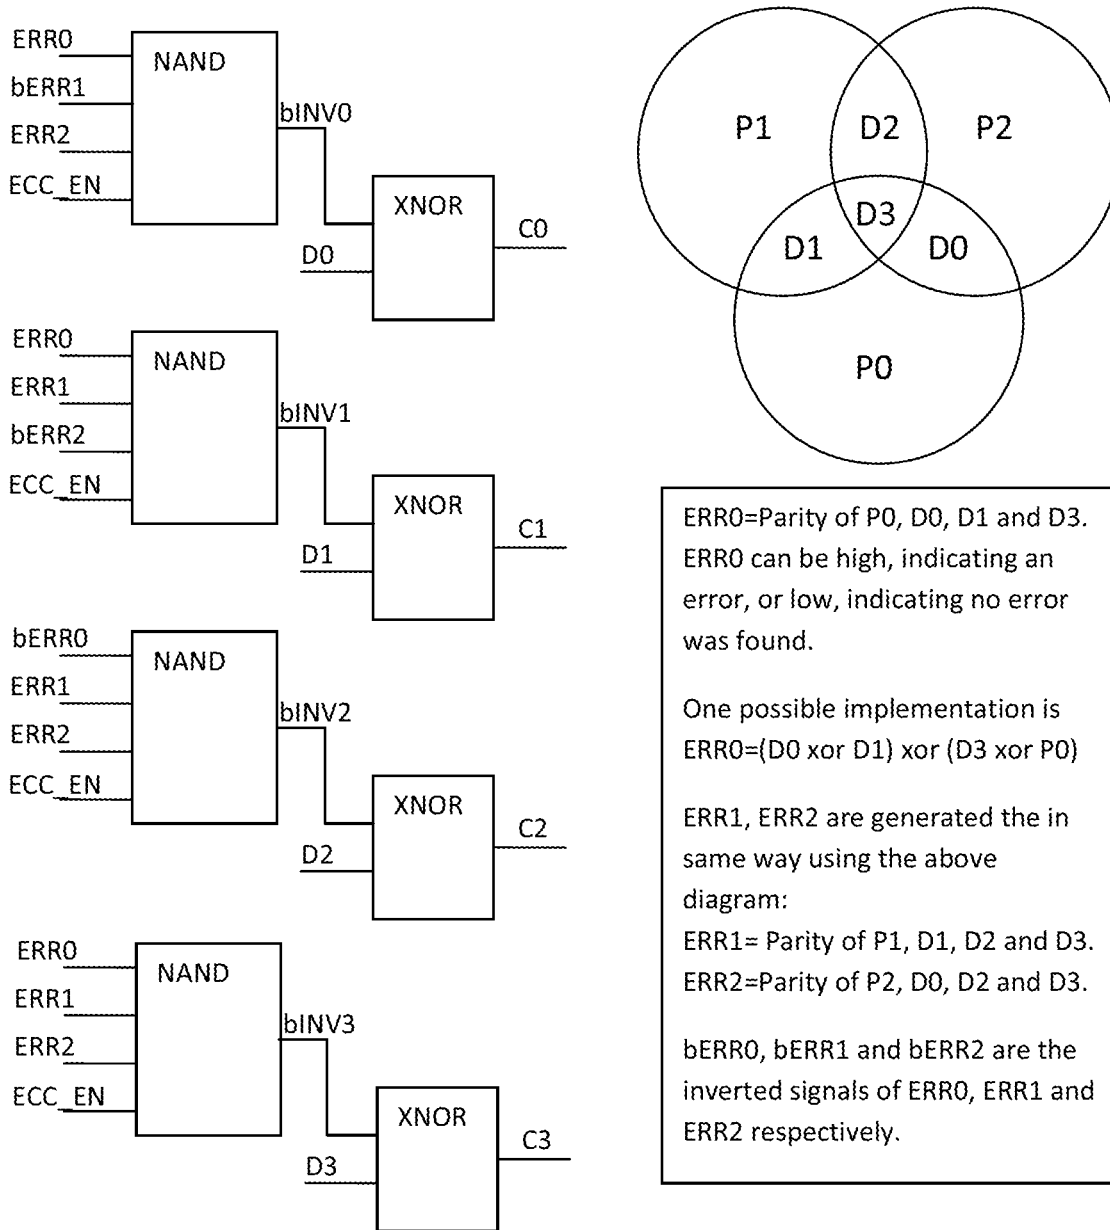 ERR0
NAND
bERR1
bINV0
ERR2
ECC_EN
XNOR
C0
D0
ERR0
NAND
ERR1
bINV1
bERR2
ECC_EN
XNOR
C1
D1
bERR0
NAND
ERR1
bINV2
ERR2
ECC_EN
XNOR
C2
D2
ERR0
NAND
ERR1
bINV3
ERR2
ECC_EN
XNOR
C3
D3
P1
D2
P2
D3
D1
D0
P0
ERR0=Parity of P0, D0, D1 and D3.
ERR0 can be high, indicating an
error, or low, indicating no error
was found.
One possible implementation is
ERR0=(D0 xor D1) xor (D3 xor P0)
ERR1, ERR2 are generated the in
same way using the above
diagram:
ERR1= Parity of P1, D1, D2 and D3.
ERR2=Parity of P2, D0, D2 and D3.
bERR0, bERR1 and bERR2 are the
inverted signals of ERR0, ERR1 and
ERR2 respectively.